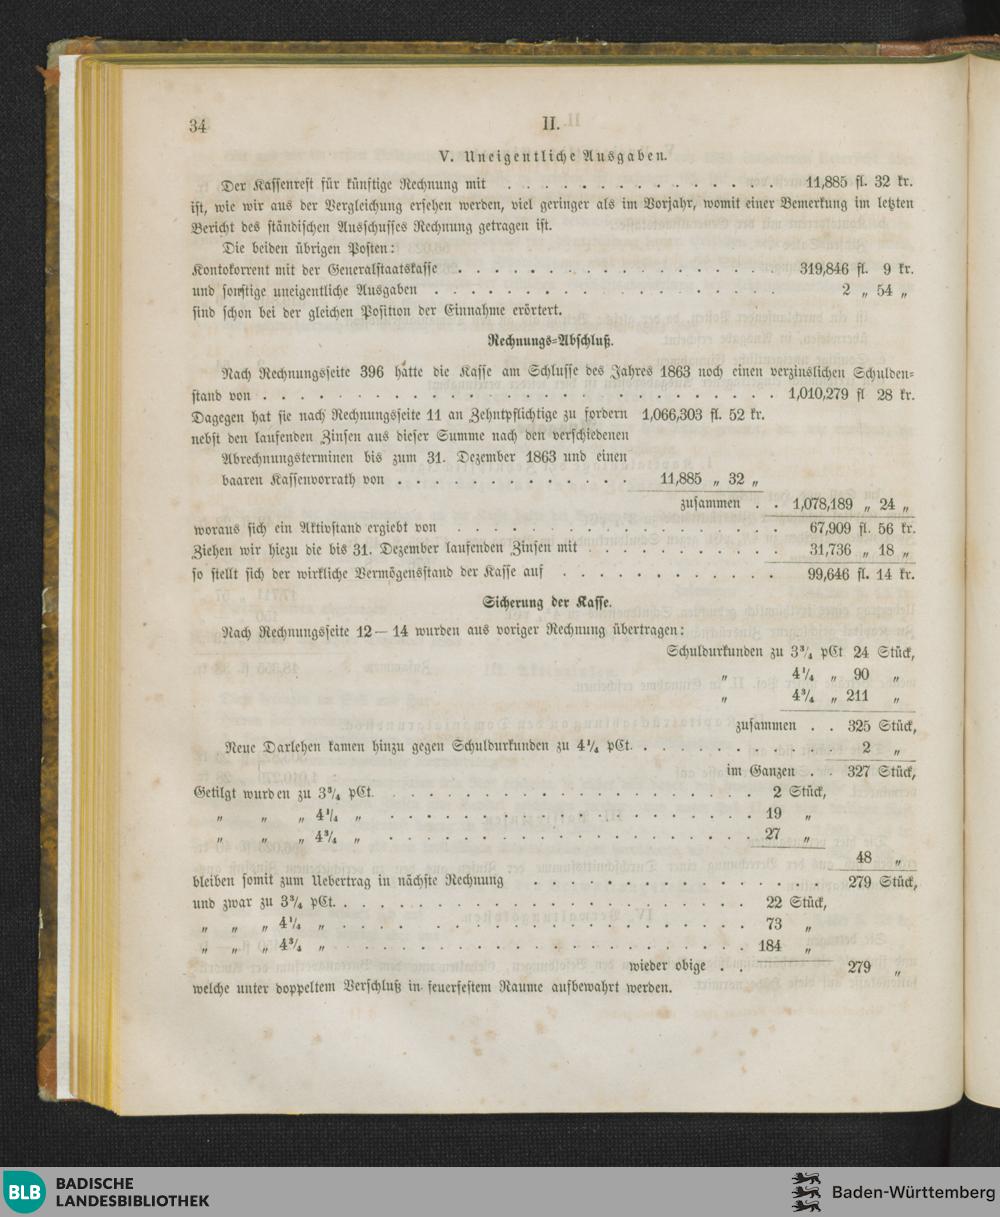 34
II.
V. Uneigentliche Ausgaben.
Der Kassenrest für künftige Rechnung mit . . . . . . . . . . . . . 11,885 fl. 32 kr.
ist, wie wir aus der Vergleichung ersehen werden, viel geringer als im Vorjahr, womit einer Bemerkung im letzten
Bericht des ständischen Ausschusses Rechnung getragen ist.
Die beiden übrigen Posten:
Kontokorrent mit der Generalstaatskasse . . . . . . . . . . . . . . . . 319,846 fl. 9 kr.
und sonstige uneigentliche Ausgaben . . . . . . . . . . . . . . . . . 2 „ 54 „
sind schon bei der gleichen Position der Einnahme erörtert.
Rechnungs-Abschluß.
Nach Rechnungsseite 396 hatte die Kasse am Schlusse des Jahres 1863 noch einen verzinslichen Schulden-
stand von . . . . . . . . . . . . . . . . . . . . . . . . . . 1,010,279 fl 28 kr.
Dagegen hat sie nach Rechnungsseite 11 an Zehntpflichtige zu fordern 1,066,303 fl. 52 kr.
nebst den laufenden Zinsen aus dieser Summe nach den verschiedenen
Abrechnungsterminen bis zum 31. Dezember 1863 und einen
baaren Kassenvorrath von . . . . . . . . . . . . . 11,885 „ 32 „
zusammen . . 1,078,189 „ 24 „
woraus sich ein Aktivstand ergiebt von . . . . . . . . . . . . . . . . 67,909 fl. 56 kr.
Ziehen wir hiezu die bis 31. Dezember laufenden Zinsen mit . . . . . . . . . . 31,736 „ 18 „
so stellt sich der wirkliche Vermögensstand der Kasse auf . . . . . . . . . . . . 99,646 fl. 14 kr.
Sicherung der Kasse.
Nach Rechnungsseite 12 — 14 wurden aus voriger Rechnung übertragen:
Schuldurkunden zu 3¾ pCt 24 Stück,
„ 4¼ „ 90 „
„ 4¾ „ 211 „
zusammen . . 325 Stück,
Neue Darlehen kamen hinzu gegen Schuldurkunden zu 4¼ pCt. . . . . . . . . . . . 2 „
im Ganzen . . 327 Stück,
Getilgt wurden zu 3¾ pCt. . . . . . . . . . . . . . . . . . . . 2 Stück,
„ „ „ 4¼ „ . . . . . . . . . . . . . . . . . . . 19 „
„ „ „ 4¾ „ . . . . . . . . . . . . . . . . . . . 27 „
48 „
bleiben somit zum Uebertrag in nächste Rechnung . . . . . . . . . . . . . . . . 279 Stück,
und zwar zu 3¾ pCt. . . . . . . . . . . . . . . . . . . . . . . 22 Stück,
„ „ „ 4¼ „ . . . . . . . . . . . . . . . . . . . . . . 73 „
„ „ „ 4¾ „ . . . . . . . . . . . . . . . . . . . . . . 184 „
wieder obige . . 279 „
welche unter doppeltem Verschluß in feuerfestem Raume aufbewahrt werden.
BLB BADISCHE
LANDESBIBLIOTHEK
Baden-Württemberg